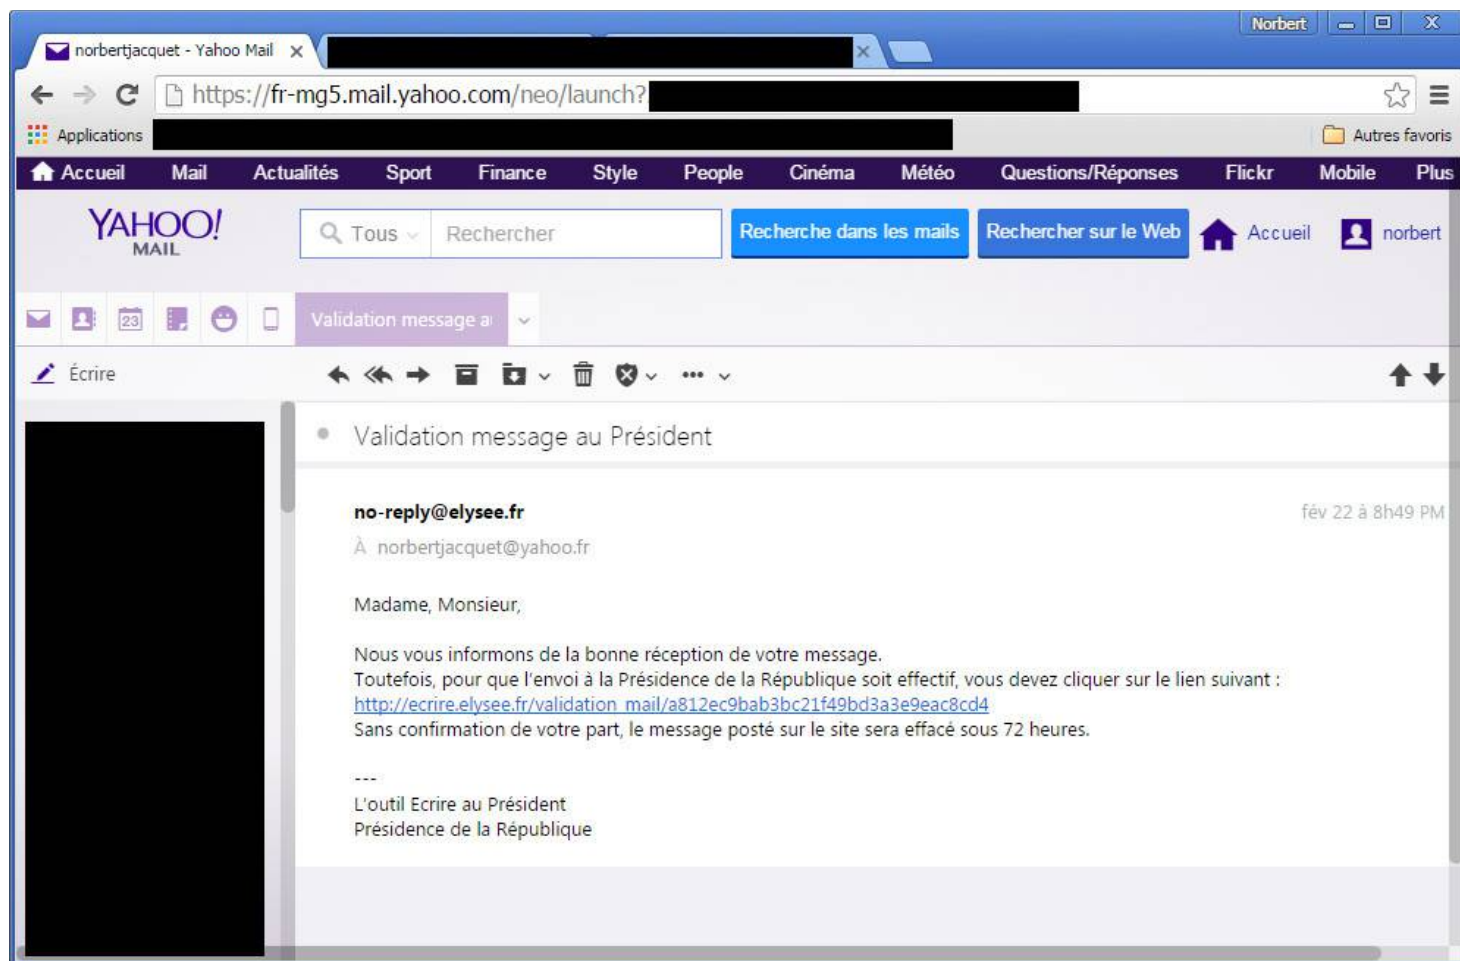 Norbert
norbertjacquet - Yahoo Mail
https://fr-mg5.mail.yahoo.com/neo/launch?
Applications
Autres favoris
Accueil Mail Actualités Sport Finance Style People Cinéma Météo Questions/Réponses Flickr Mobile Plus
YAHOO!
MAIL
Tous Rechercher Recherche dans les mails Rechercher sur le Web Accueil norbert
23
Validation message a
Écrire
Validation message au Président
no-reply@elysee.fr fév 22 à 8h49 PM
À norbertjacquet@yahoo.fr
Madame, Monsieur,
Nous vous informons de la bonne réception de votre message.
Toutefois, pour que l'envoi à la Présidence de la République soit effectif, vous devez cliquer sur le lien suivant :
http://ecrire.elysee.fr/validation_mail/a812ec9bab3bc21f49bd3a3e9eac8cd4
Sans confirmation de votre part, le message posté sur le site sera effacé sous 72 heures.
---
L'outil Ecrire au Président
Présidence de la République